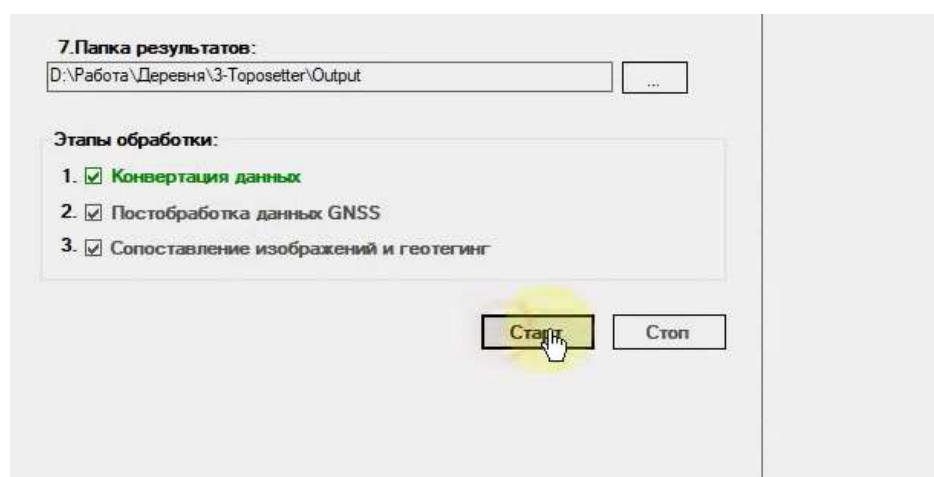 7.Папка результатов:
D:\Работа\Деревня\3-Toposetter\Output
...
Этапы обработки:
1. Конвертация данных
2. Постобработка данных GNSS
3. Сопоставление изображений и геотегинг
Старт Стоп